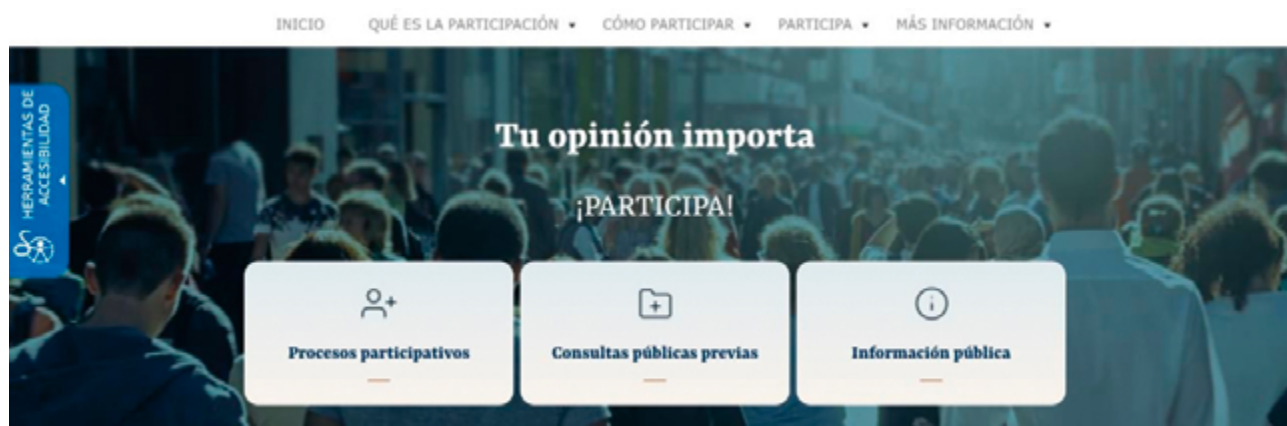 INICIO QUÉ ES LA PARTICIPACIÓN CÓMO PARTICIPAR PARTICIPA MÁS INFORMACIÓN
HERRAMIENTAS DE
ACCESIBILIDAD
Tu opinión importa
¡PARTICIPA!
Procesos participativos
Consultas públicas previas
Información pública